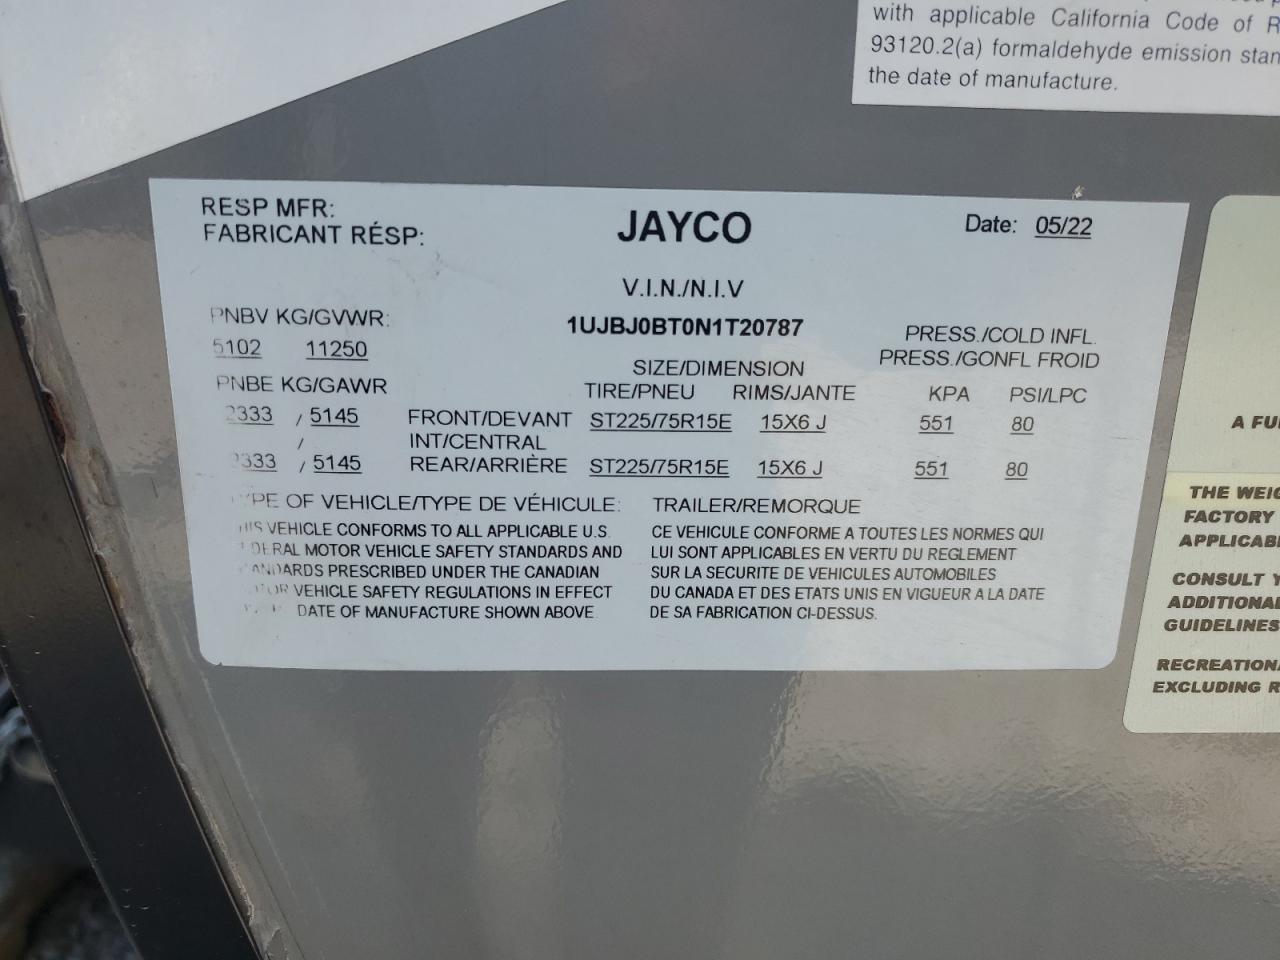 with applicable California Code of
93120.2(a) formaldehyde emission
the date of manufacture.
RESP MFR:
FABRICANT RÉSP:
JAYCO
Date: 05/22
V.I.N./N.I.V
1UJBJ0BT0N1T20787
PNBV KG/GVWR:
5102 11250
PNBE KG/GAWR
PRESS./COLD INFL.
PRESS./GONFL FROID
SIZE/DIMENSION
TIRE/PNEU RIMS/JANTE KPA PSI/LPC
2333 / 5145 FRONT/DEVANT ST225/75R15E 15X6 J 551 80
/ INT/CENTRAL
2333 / 5145 REAR/ARRIÈRE ST225/75R15E 15X6 J 551 80
TYPE OF VEHICLE/TYPE DE VÉHICULE: TRAILER/REMORQUE
THIS VEHICLE CONFORMS TO ALL APPLICABLE U.S.
FEDERAL MOTOR VEHICLE SAFETY STANDARDS AND
STANDARDS PRESCRIBED UNDER THE CANADIAN
MOTOR VEHICLE SAFETY REGULATIONS IN EFFECT
DATE OF MANUFACTURE SHOWN ABOVE
CE VEHICULE CONFORME A TOUTES LES NORMES QUI
LUI SONT APPLICABLES EN VERTU DU REGLEMENT
SUR LA SECURITE DE VEHICULES AUTOMOBILES
DU CANADA ET DES ETATS UNIS EN VIGUEUR A LA DATE
DE SA FABRICATION CI-DESSUS.
A
THE
FACTORY
CONSULT
GUIDELINES
EXCLUDING